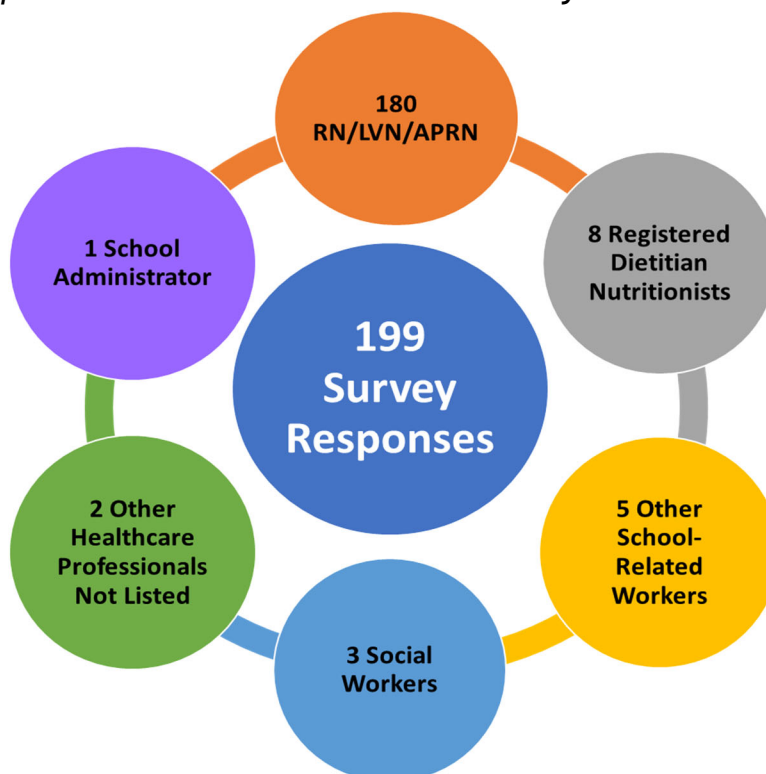 180
RN/LVN/APRN
8 Registered
Dietitian
Nutritionists
5 Other
School-
Related
Workers
3 Social
Workers
2 Other
Healthcare
Professionals
Not Listed
1 School
Administrator
199
Survey
Responses